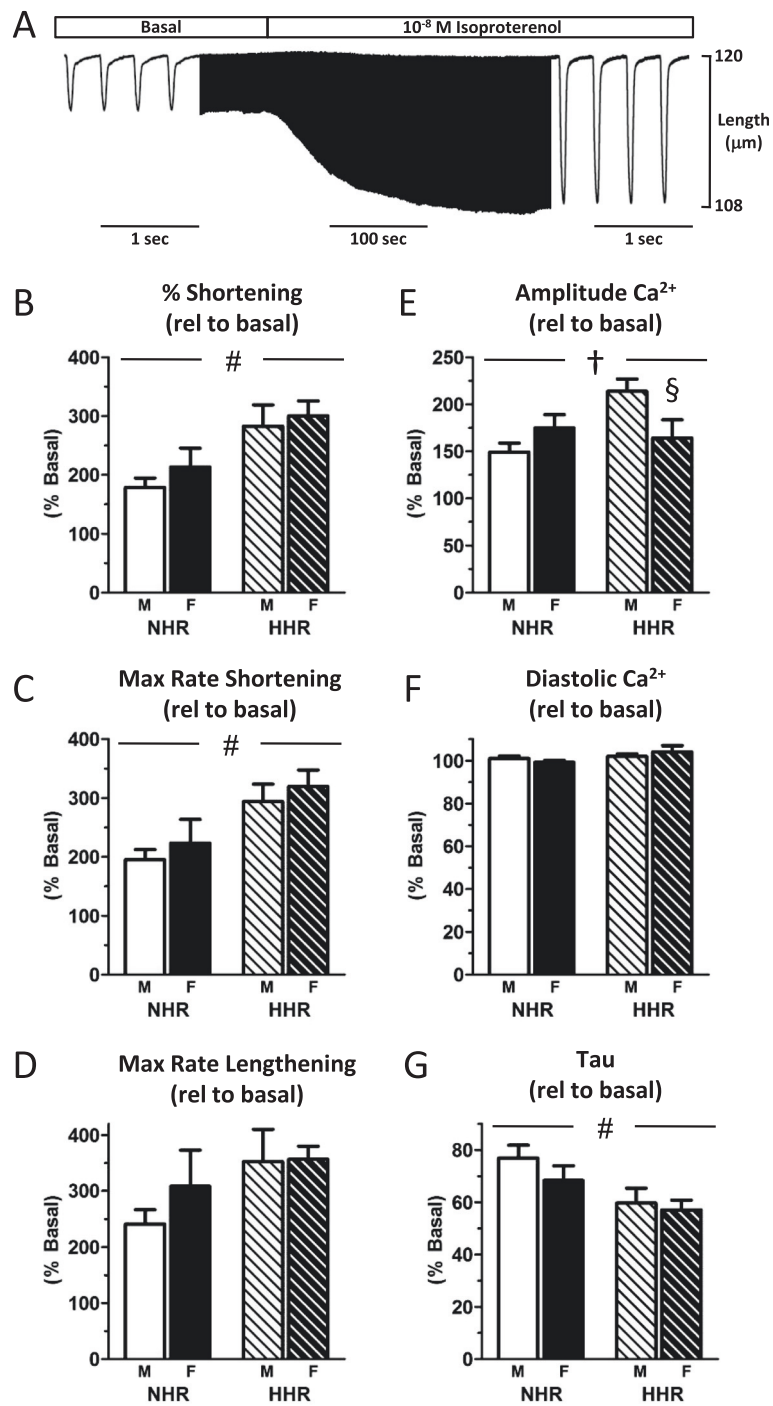 A
Basal
10⁻⁸ M Isoproterenol
120
Length
(μm)
108
1 sec
100 sec
1 sec
B
% Shortening
(rel to basal)
#
400
300
200
100
0
(% Basal)
M F M F
NHR HHR
E
Amplitude Ca²⁺
(rel to basal)
†
§
250
200
150
100
50
0
(% Basal)
M F M F
NHR HHR
C
Max Rate Shortening
(rel to basal)
#
400
300
200
100
0
(% Basal)
M F M F
NHR HHR
F
Diastolic Ca²⁺
(rel to basal)
100
80
60
40
20
0
(% Basal)
M F M F
NHR HHR
D
Max Rate Lengthening
(rel to basal)
400
300
200
100
0
(% Basal)
M F M F
NHR HHR
G
Tau
(rel to basal)
#
80
60
40
20
0
(% Basal)
M F M F
NHR HHR